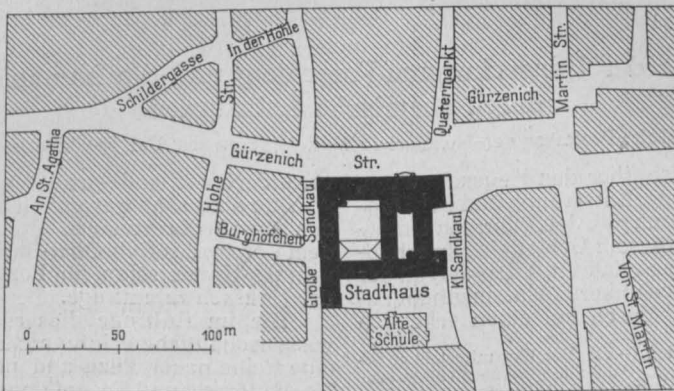 In der Höhle
Schildergasse
Str.
Quatermarkt
Martin Str.
Gürzenich
An St. Agatha
Gürzenich Str.
Hohe
Sandkaul
Burghöfchen
Kl. Sandkaul
Große
Stadthaus
Alte
Schule
vor St. Martin
0 50 100 m